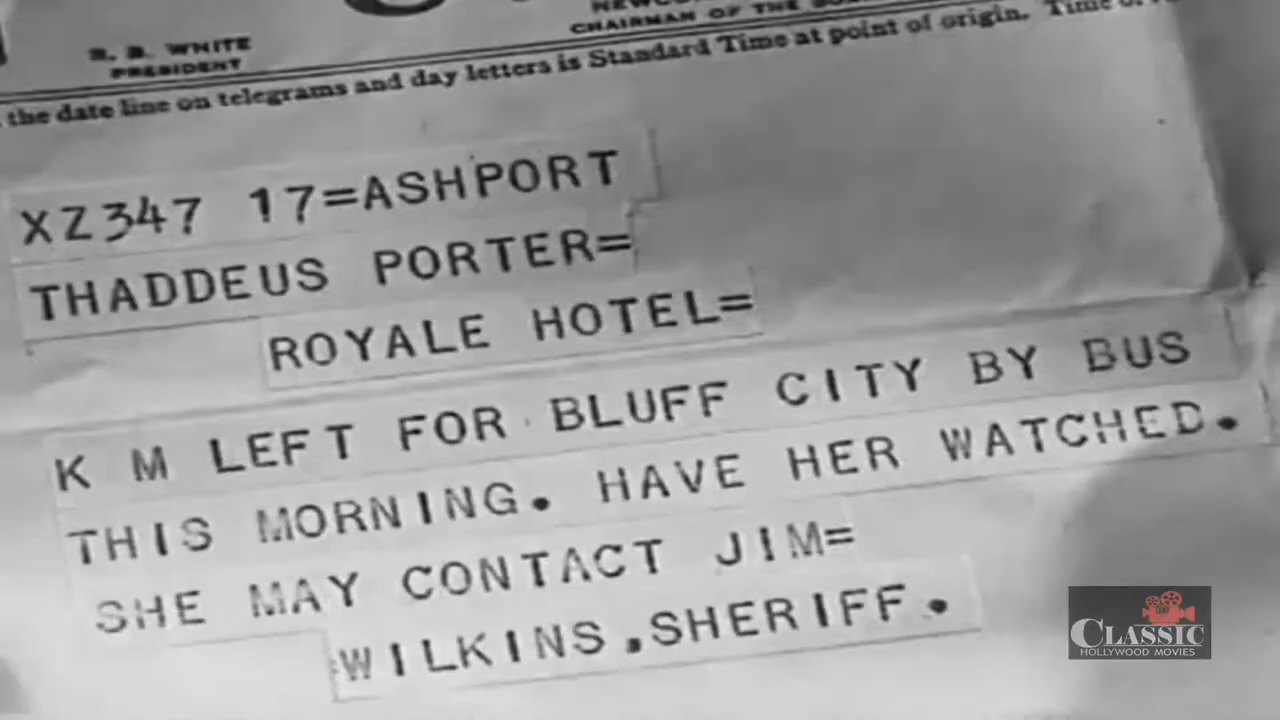 R. B. WHITE
PRESIDENT
CHAIRMAN OF THE
the date line on telegrams and day letters is Standard Time at point of origin. Time
XZ347 17=ASHPORT
THADDEUS PORTER=
ROYALE HOTEL=
K M LEFT FOR BLUFF CITY BY BUS
THIS MORNING. HAVE HER WATCHED.
SHE MAY CONTACT JIM=
WILKINS.SHERIFF.
CLASSIC
HOLLYWOOD MOVIES